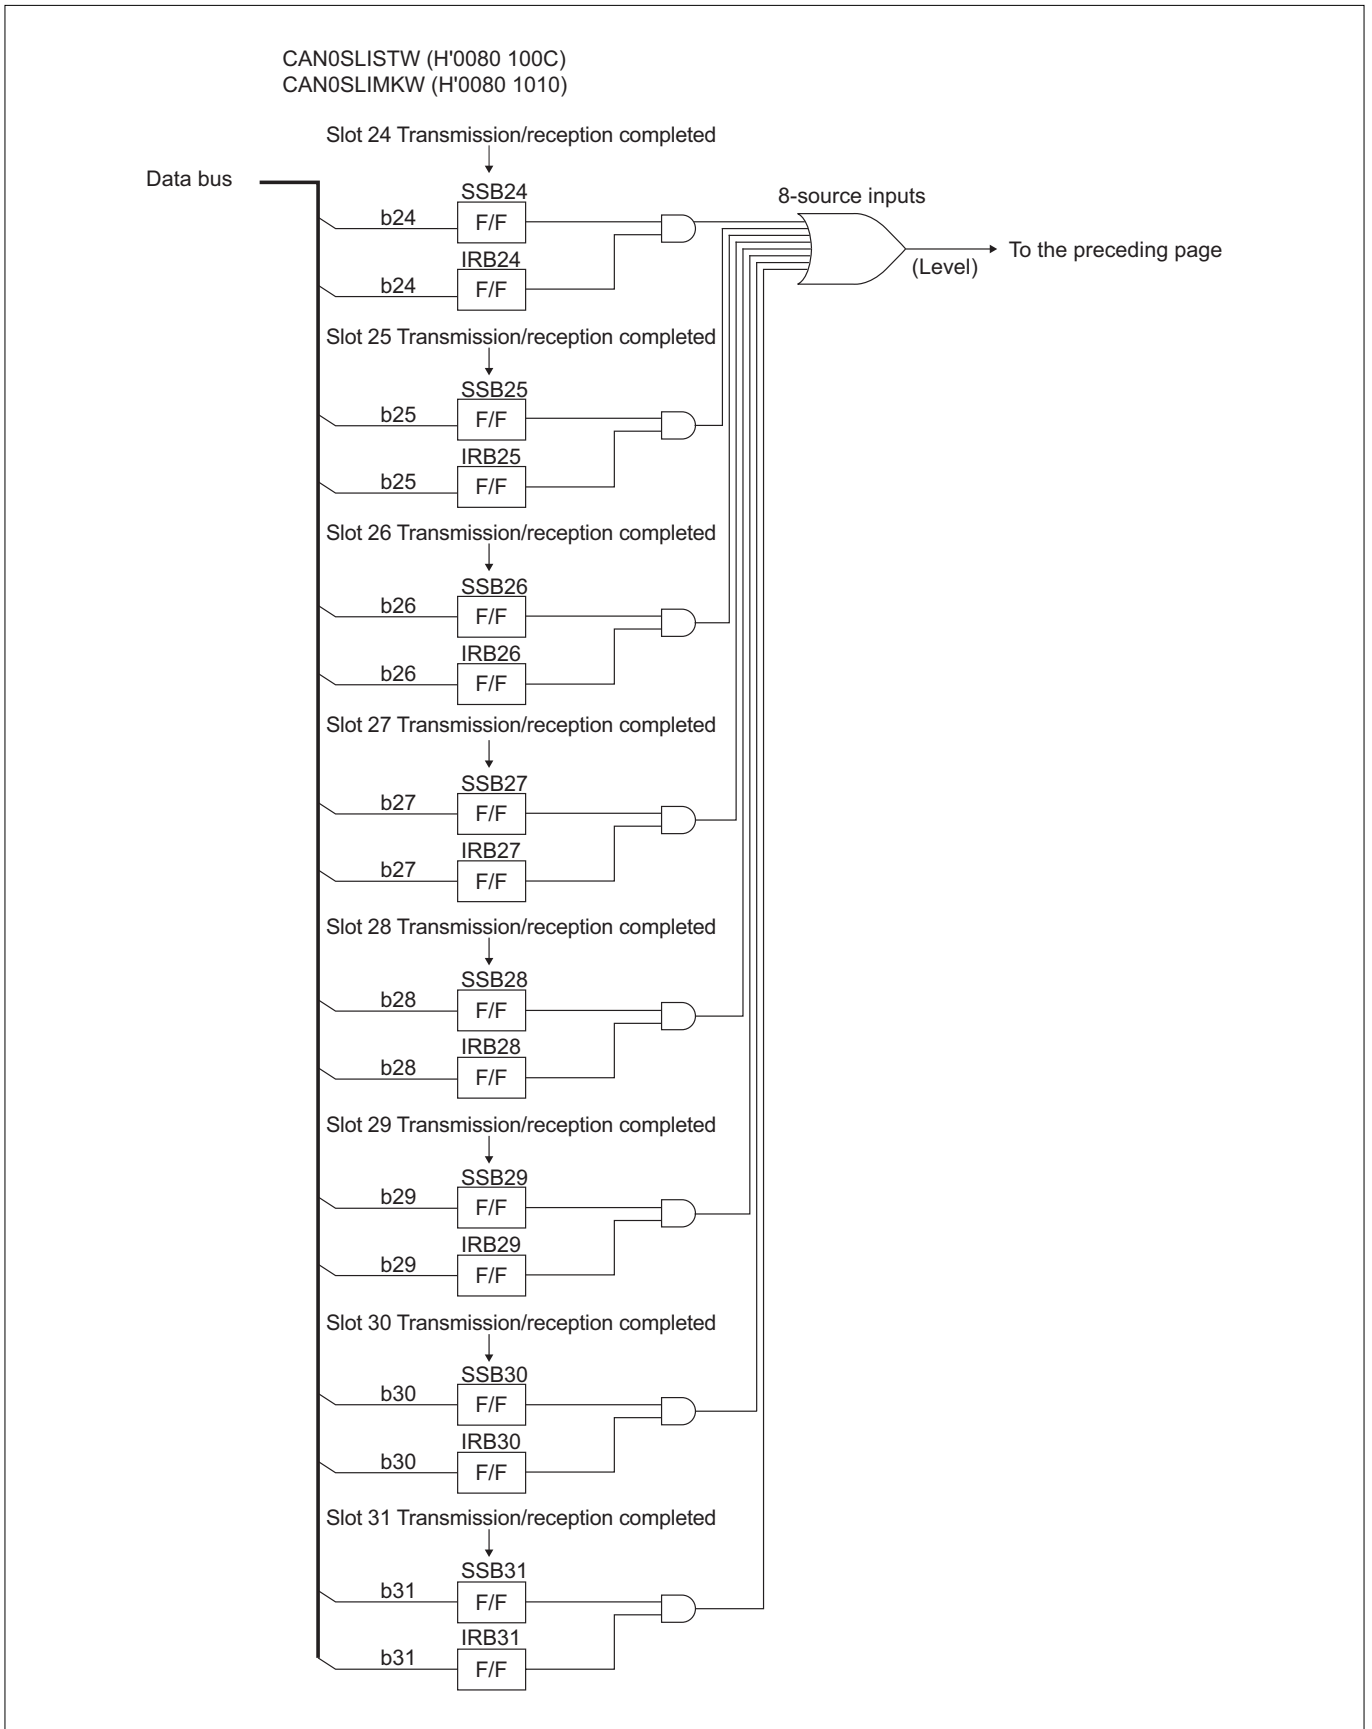 CAN0SLISTW (H'0080 100C)
CAN0SLIMKW (H'0080 1010)
Slot 24 Transmission/reception completed
Data bus
SSB24
8-source inputs
b24
F/F
To the preceding page
(Level)
IRB24
b24
F/F
Slot 25 Transmission/reception completed
SSB25
b25
F/F
IRB25
b25
F/F
Slot 26 Transmission/reception completed
SSB26
b26
F/F
IRB26
b26
F/F
Slot 27 Transmission/reception completed
SSB27
b27
F/F
IRB27
b27
F/F
Slot 28 Transmission/reception completed
SSB28
b28
F/F
IRB28
b28
F/F
Slot 29 Transmission/reception completed
SSB29
b29
F/F
IRB29
b29
F/F
Slot 30 Transmission/reception completed
SSB30
b30
F/F
IRB30
b30
F/F
Slot 31 Transmission/reception completed
SSB31
b31
F/F
IRB31
b31
F/F